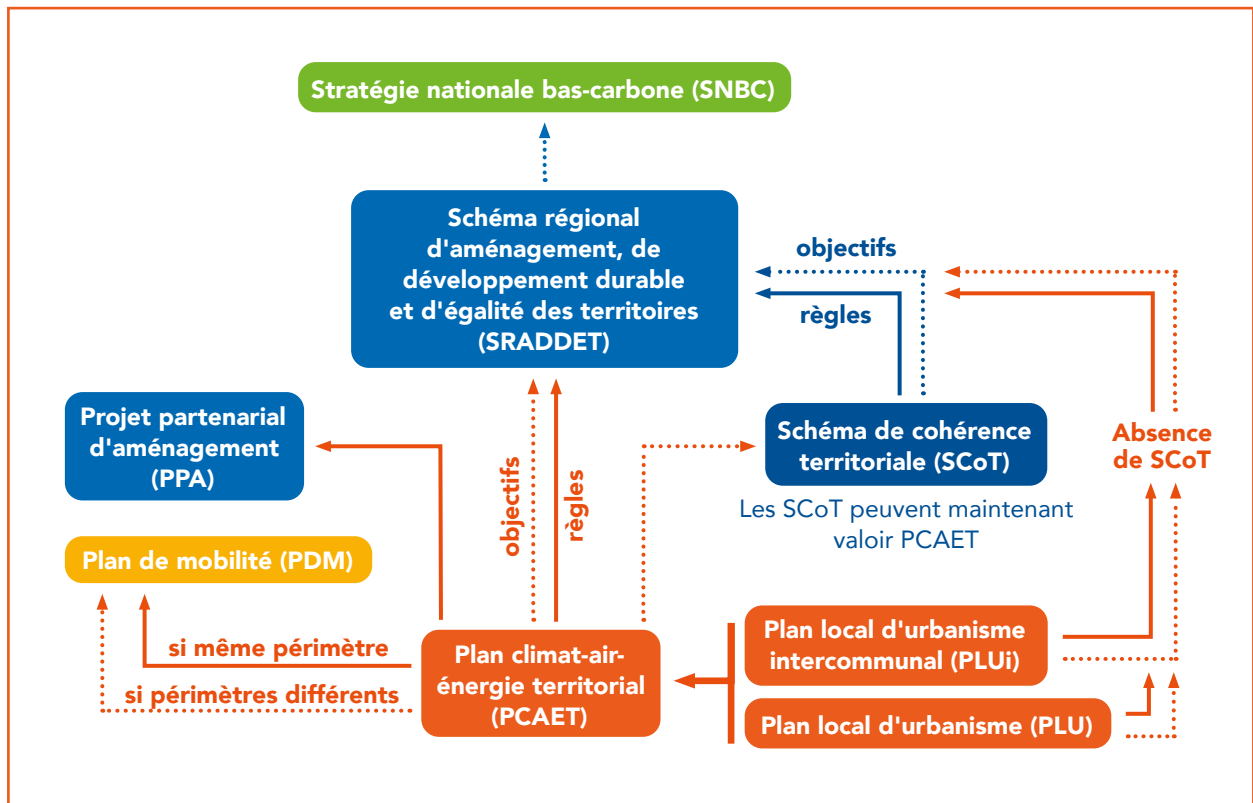 Stratégie nationale bas-carbone (SNBC)
Schéma régional
d'aménagement, de
développement durable
et d'égalité des territoires
(SRADDET)
objectifs
règles
Projet partenarial
d'aménagement
(PPA)
Schéma de cohérence
territoriale (SCoT)
Absence
de SCoT
objectifs
règles
Les SCoT peuvent maintenant
valoir PCAET
Plan de mobilité (PDM)
si même périmètre
si périmètres différents
Plan climat-air-
énergie territorial
(PCAET)
Plan local d'urbanisme
intercommunal (PLUi)
Plan local d'urbanisme (PLU)